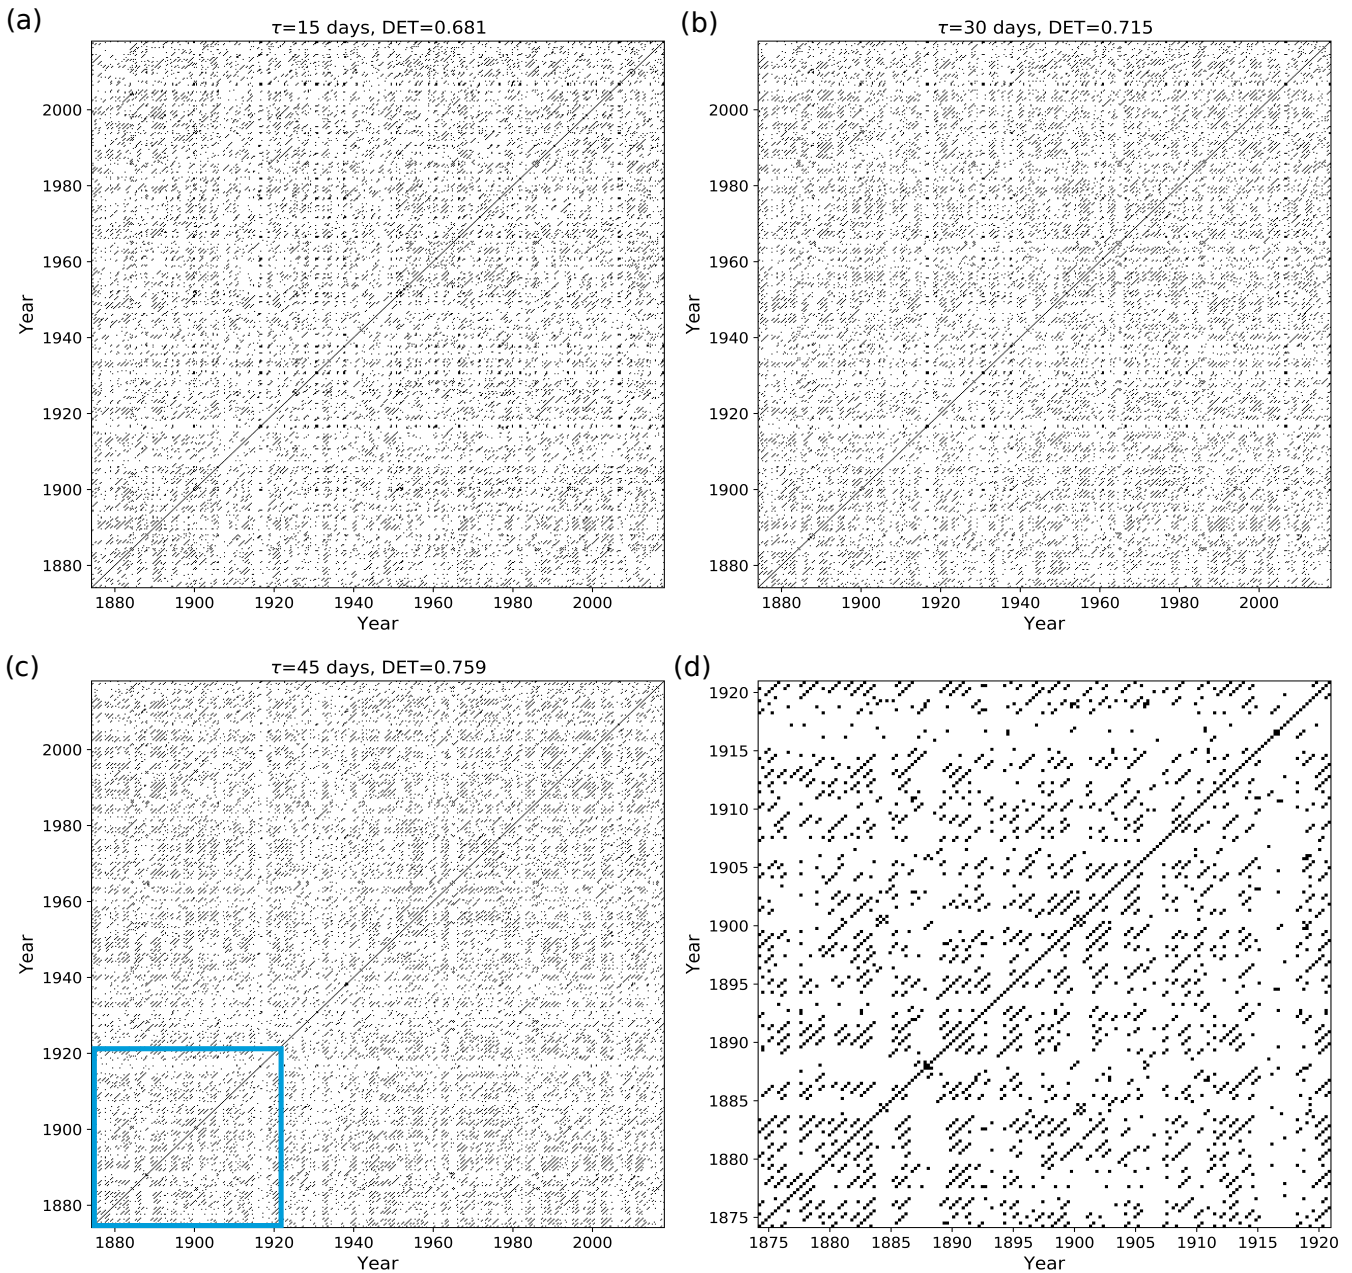 (a)
τ=15 days, DET=0.681
2000
1980
1960
1940
1920
1900
1880
Year
1880 1900 1920 1940 1960 1980 2000
Year
(b)
τ=30 days, DET=0.715
2000
1980
1960
1940
1920
1900
1880
Year
1880 1900 1920 1940 1960 1980 2000
Year
(c)
τ=45 days, DET=0.759
2000
1980
1960
1940
1920
1900
1880
Year
1880 1900 1920 1940 1960 1980 2000
Year
(d)
1920
1915
1910
1905
1900
1895
1890
1885
1880
1875
Year
1875 1880 1885 1890 1895 1900 1905 1910 1915 1920
Year